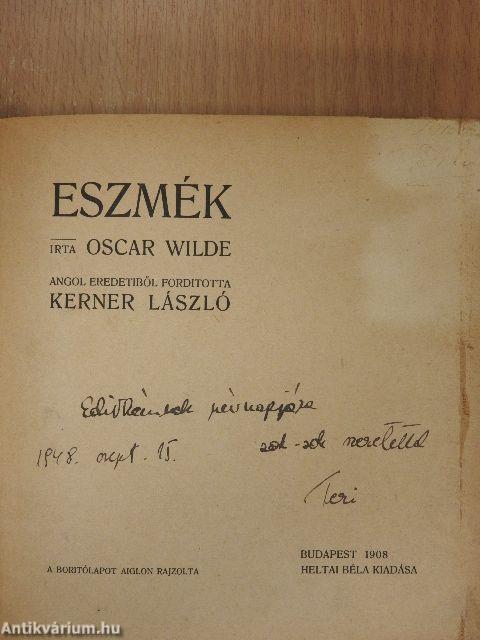 ESZMÉK
IRTA OSCAR WILDE
ANGOL EREDETIBŐL FORDITOTTA
KERNER LÁSZLÓ
Edithkámnak névnapjára
sok-sok szeretettel
1948. szept. 15.
Teri
A BORITÓLAPOT AIGLON RAJZOLTA
BUDAPEST 1908
HELTAI BÉLA KIADÁSA
Antikvárium.hu